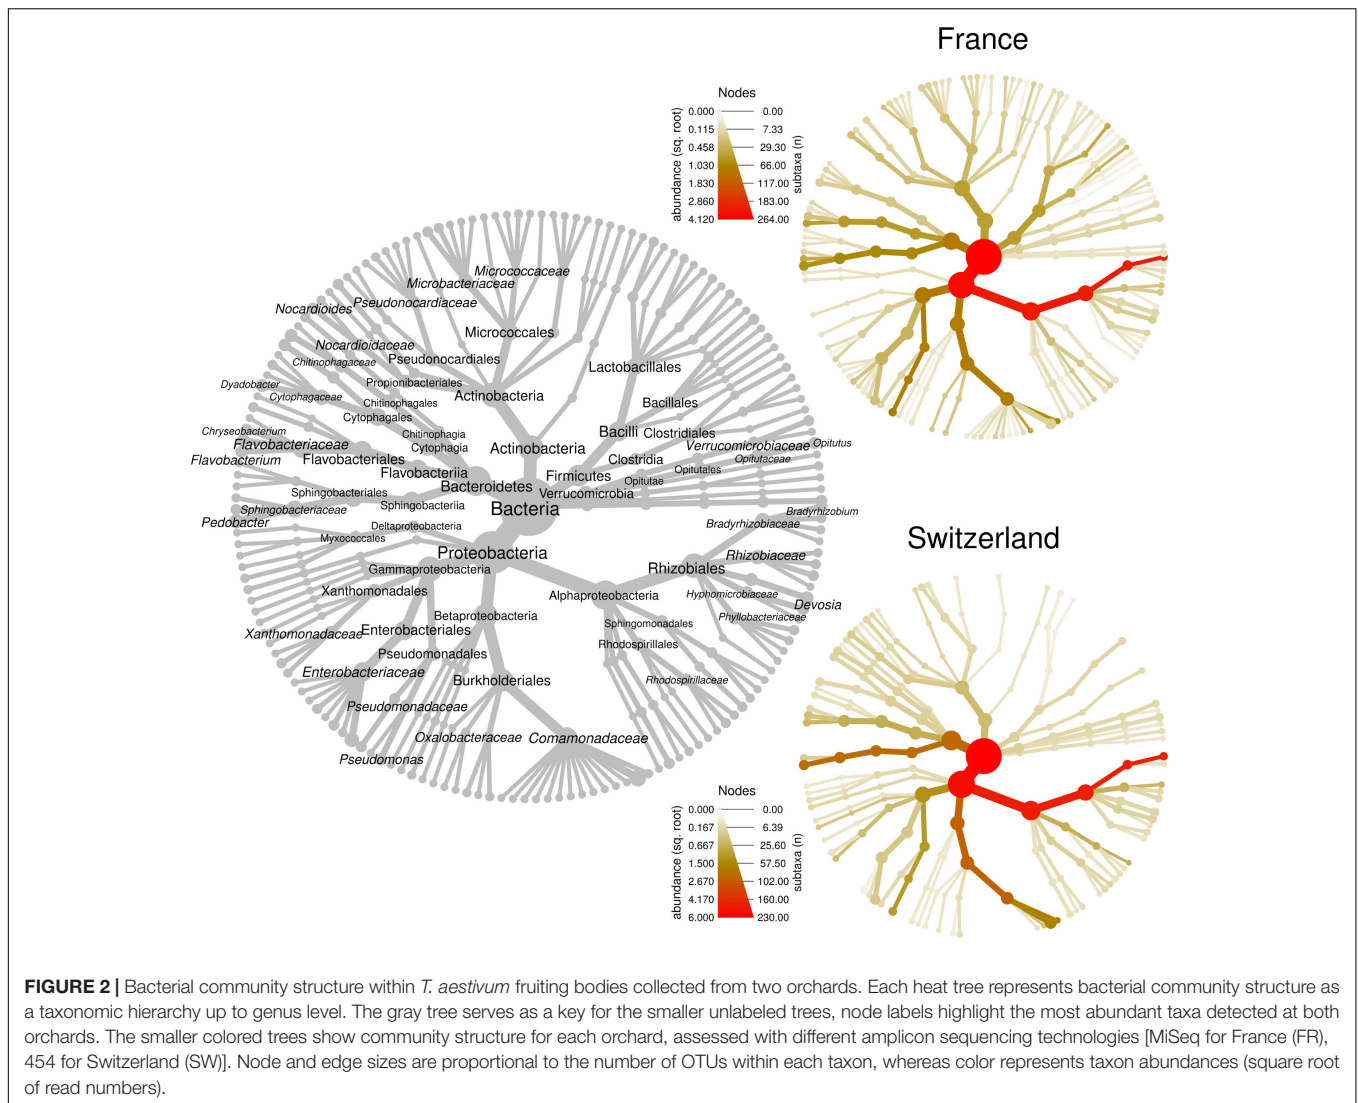 France
Nodes
abundance (sq. root)
subtaxa (n)
0.000 0.00
0.115 7.33
0.458 29.30
1.030 66.00
1.830 117.00
2.860 183.00
4.120 264.00
Micrococcaceae
Microbacteriaceae
Pseudonocardiaceae
Nocardioides
Micrococcales
Nocardioidaceae
Pseudonocardiales
Chitinophagaceae
Lactobacillales
Dyadobacter
Propionibacteriales
Cytophagaceae
Actinobacteria
Chitinophagales
Bacillales
Cytophagales
Chryseobacterium
Chitinophagia
Bacilli
Clostridiales
Flavobacteriaceae
Cytophagia
Actinobacteria
Verrucomicrobiaceae
Opitutus
Flavobacterium
Flavobacteriales
Clostridia
Opitutaceae
Flavobacteriia
Firmicutes
Opitutales
Bacteroidetes
Opitutae
Sphingobacteriales
Verrucomicrobia
Sphingobacteriia
Bacteria
Sphingobacteriaceae
Bradyrhizobium
Pedobacter
Deltaproteobacteria
Bradyrhizobiaceae
Myxococcales
Proteobacteria
Rhizobiaceae
Gammaproteobacteria
Rhizobiales
Xanthomonadales
Alphaproteobacteria
Hyphomicrobiaceae
Devosia
Betaproteobacteria
Phyllobacteriaceae
Xanthomonadaceae
Enterobacteriales
Sphingomonadales
Pseudomonadales
Rhodospirillales
Enterobacteriaceae
Burkholderiales
Rhodospirillaceae
Pseudomonadaceae
Oxalobacteraceae
Comamonadaceae
Pseudomonas
Switzerland
Nodes
abundance (sq. root)
subtaxa (n)
0.000 0.00
0.167 6.39
0.667 25.60
1.500 57.50
2.670 102.00
4.170 160.00
6.000 230.00
FIGURE 2 | Bacterial community structure within T. aestivum fruiting bodies collected from two orchards. Each heat tree represents bacterial community structure as
a taxonomic hierarchy up to genus level. The gray tree serves as a key for the smaller unlabeled trees, node labels highlight the most abundant taxa detected at both
orchards. The smaller colored trees show community structure for each orchard, assessed with different amplicon sequencing technologies [MiSeq for France (FR),
454 for Switzerland (SW)]. Node and edge sizes are proportional to the number of OTUs within each taxon, whereas color represents taxon abundances (square root
of read numbers).